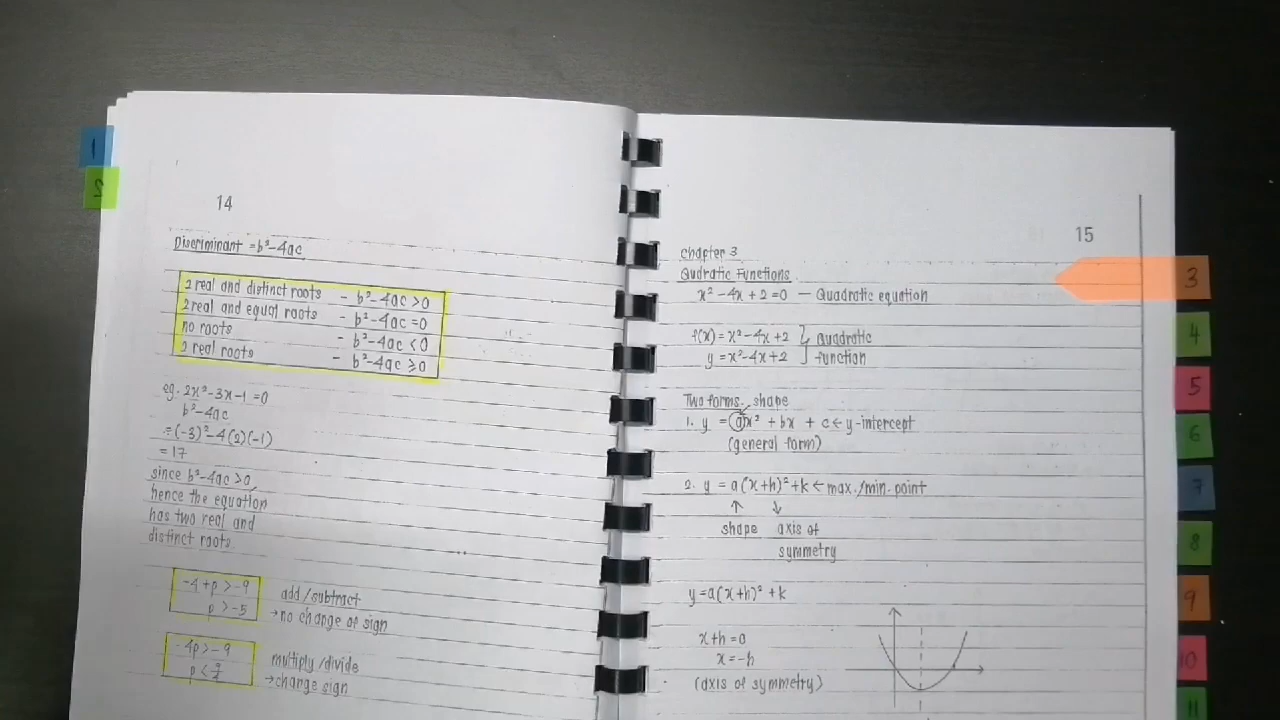 1
2
14
Discriminant = b²-4ac
2 real and distinct roots - b²-4ac >0
2 real and equal roots - b²-4ac =0
no roots - b²-4ac <0
2 real roots - b²-4ac ⩾0
eg. 2x²-3x-1 =0
b²-4ac
=(-3)²-4(2)(-1)
= 17
since b²-4ac >0,
hence the equation
has two real and
distinct roots
-4+p >-9
p >-5
add/subtract
→no change of sign
-4p >-9
p < 9/4
multiply/divide
→change sign
15
chapter 3
Qudratic Functions
x² -4x +2 =0 — Quadratic equation
f(x) = x²-4x+2 } quadratic
y = x²-4x+2 } function
Two forms shape
1. y = ax² + bx + c ← y-intercept
(general form)
2. y = a(x+h)² +k ← max./min. point
↑ ↓
shape axis of
symmetry
y =a(x+h)² +k
x+h =0
x =-h
(axis of symmetry)
3
4
5
6
7
8
9
10
11